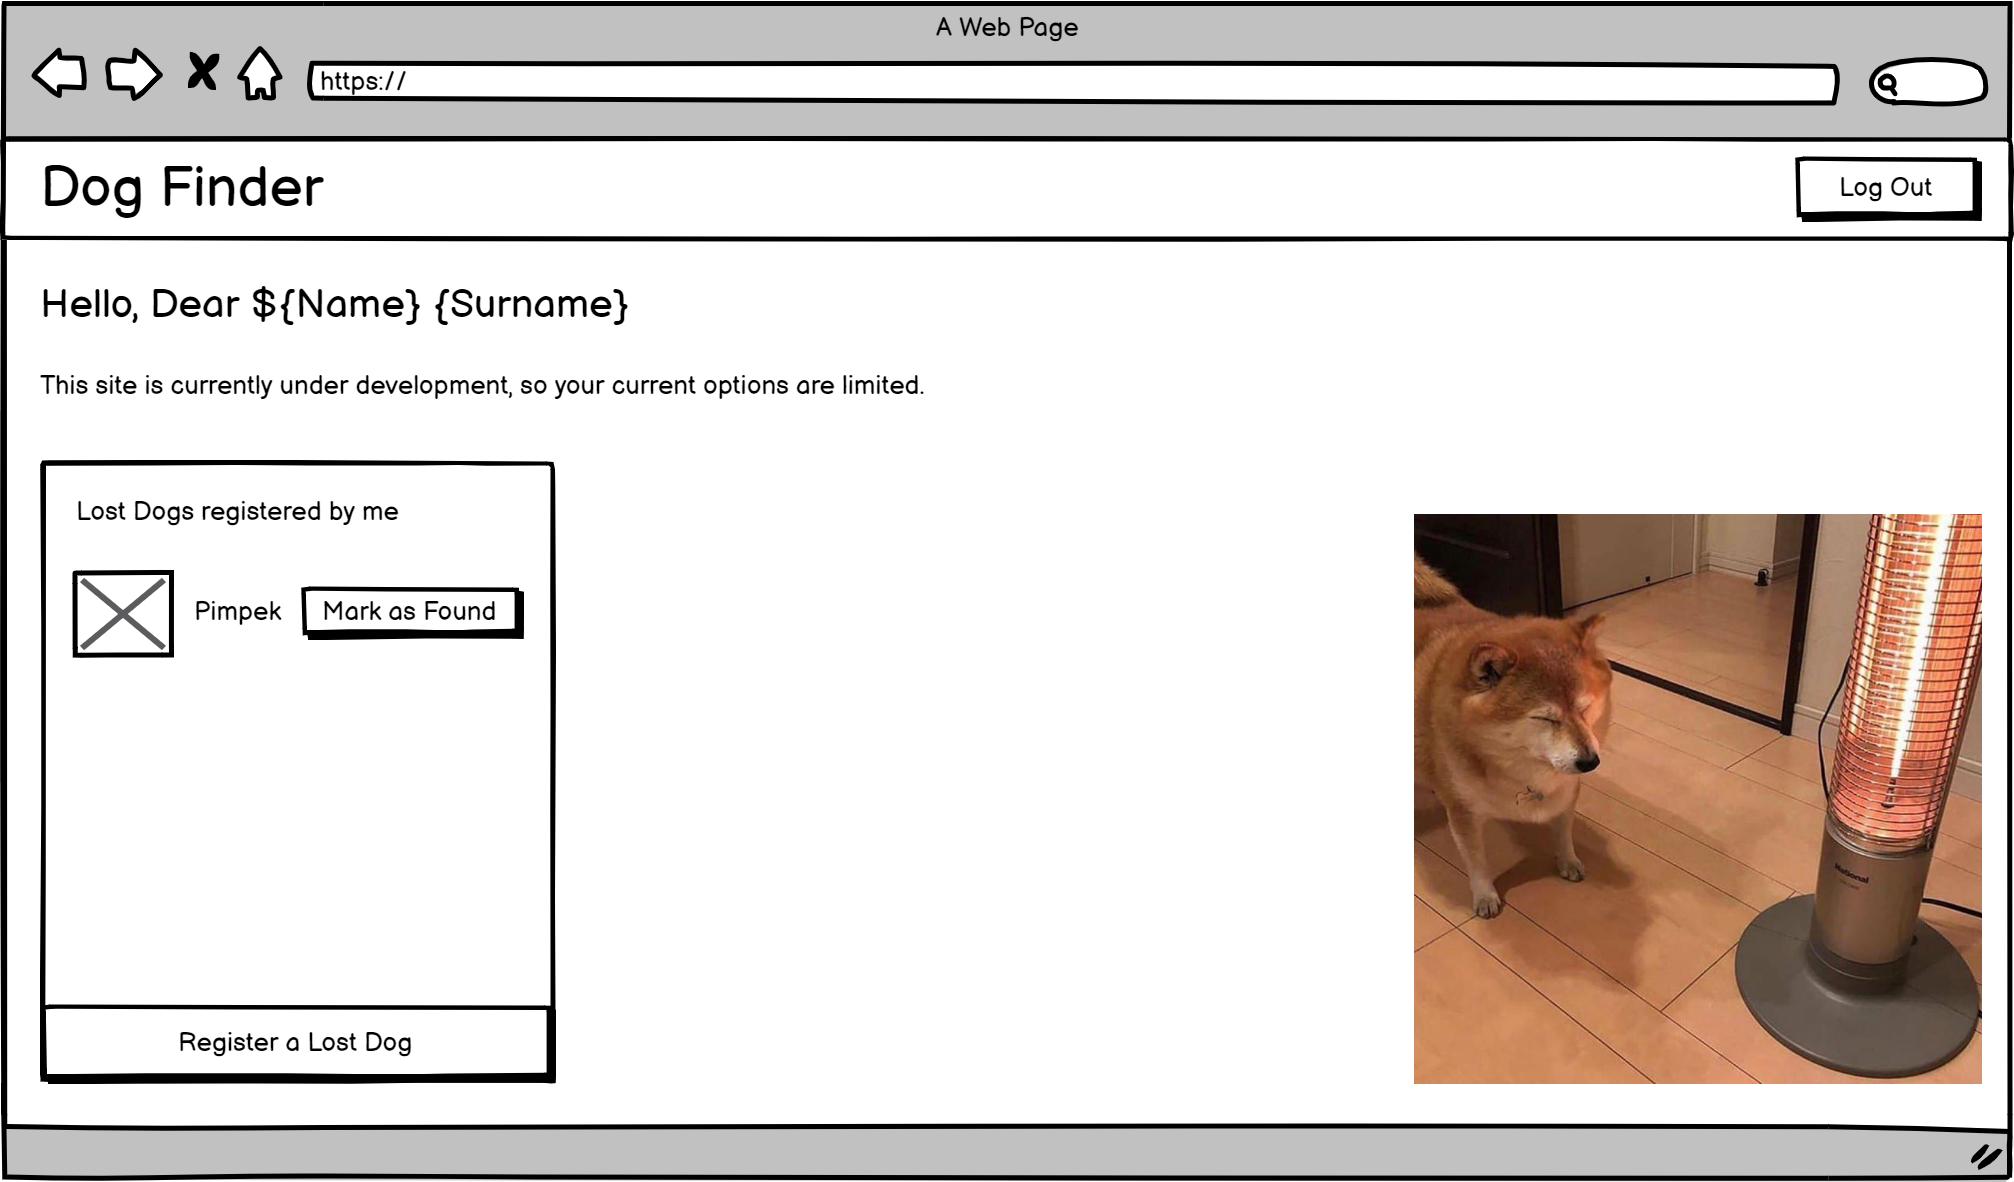 A Web Page
https://
Dog Finder
Log Out
Hello, Dear ${Name} {Surname}
This site is currently under development, so your current options are limited.
Lost Dogs registered by me
Pimpek
Mark as Found
National
Register a Lost Dog